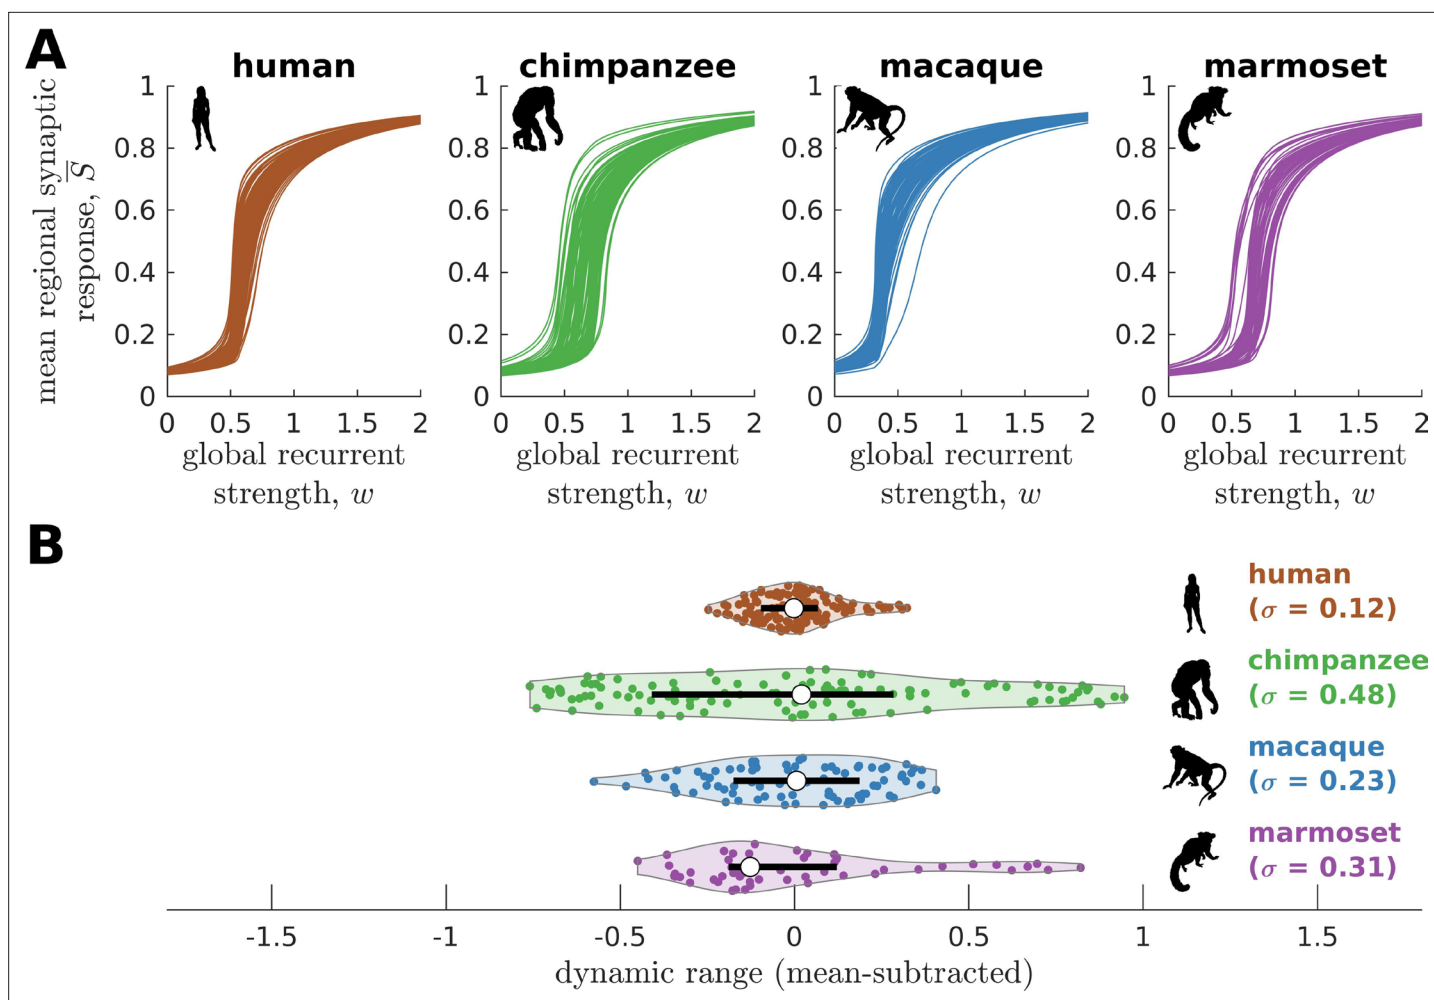 A
human
chimpanzee
macaque
marmoset
mean regional synaptic
response, S̅
1
0.8
0.6
0.4
0.2
0
0 0.5 1 1.5 2
global recurrent
strength, w
1
0.8
0.6
0.4
0.2
0
0 0.5 1 1.5 2
global recurrent
strength, w
1
0.8
0.6
0.4
0.2
0
0 0.5 1 1.5 2
global recurrent
strength, w
1
0.8
0.6
0.4
0.2
0
0 0.5 1 1.5 2
global recurrent
strength, w
B
human
(σ = 0.12)
chimpanzee
(σ = 0.48)
macaque
(σ = 0.23)
marmoset
(σ = 0.31)
-1.5 -1 -0.5 0 0.5 1 1.5
dynamic range (mean-subtracted)